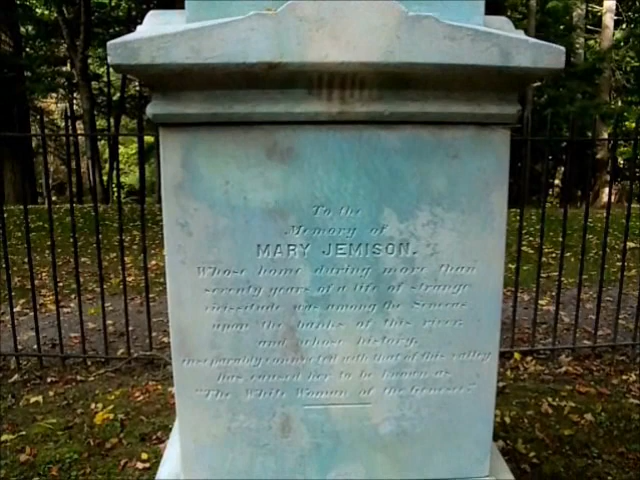 To the
Memory of
MARY JEMISON.
Whose home during more than
seventy years of a life of strange
vicissitude was among the Senecas
upon the banks of this river;
and whose history,
inseparably connected with that of this valley
has caused her to be known as
"The White Woman of the Genesee."